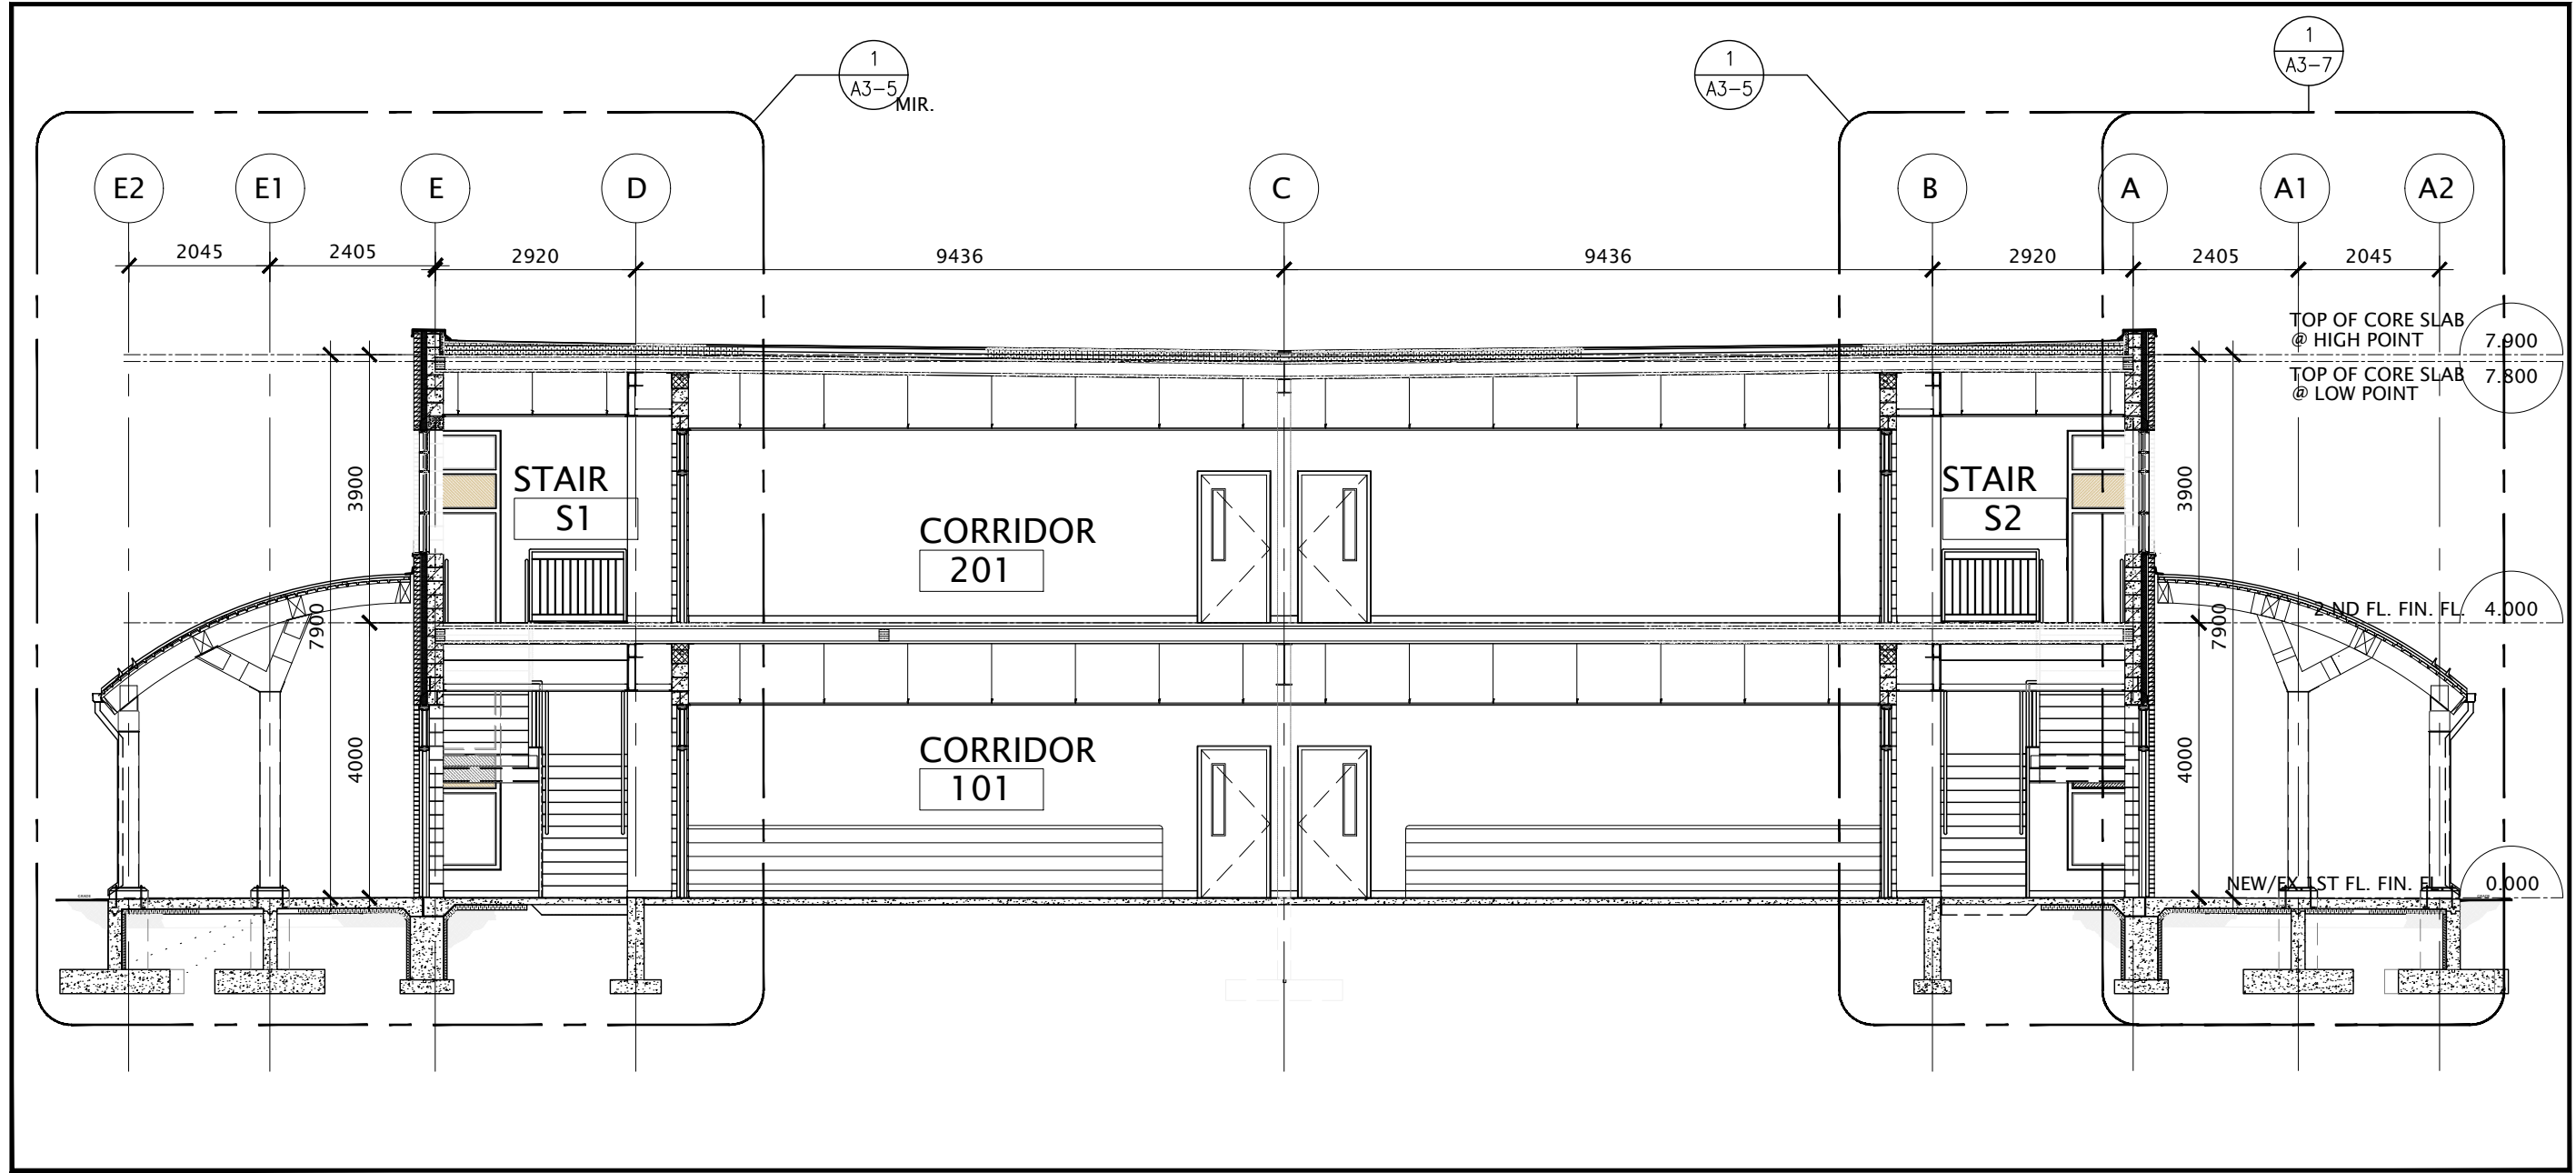 1
A3-5
MIR.
1
A3-5
1
A3-7
E2
E1
E
D
C
B
A
A1
A2
2045
2405
2920
9436
9436
2920
2405
2045
TOP OF CORE SLAB
@ HIGH POINT
7.900
TOP OF CORE SLAB
@ LOW POINT
7.800
3900
STAIR
S1
CORRIDOR
201
STAIR
S2
3900
7900
7900
2.ND FL. FIN. FL.
4.000
4000
CORRIDOR
101
4000
NEW/EX. 1ST FL. FIN. FL.
0.000